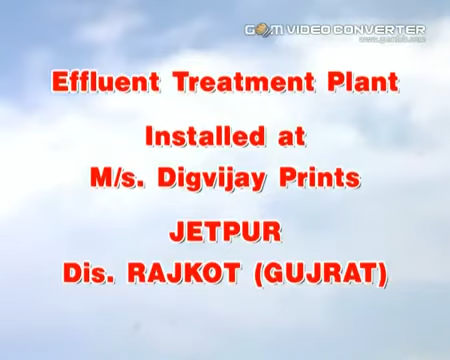 GOM VIDEO CONVERTER
Effluent Treatment Plant
Installed at
M/s. Digvijay Prints
JETPUR
Dis. RAJKOT (GUJRAT)